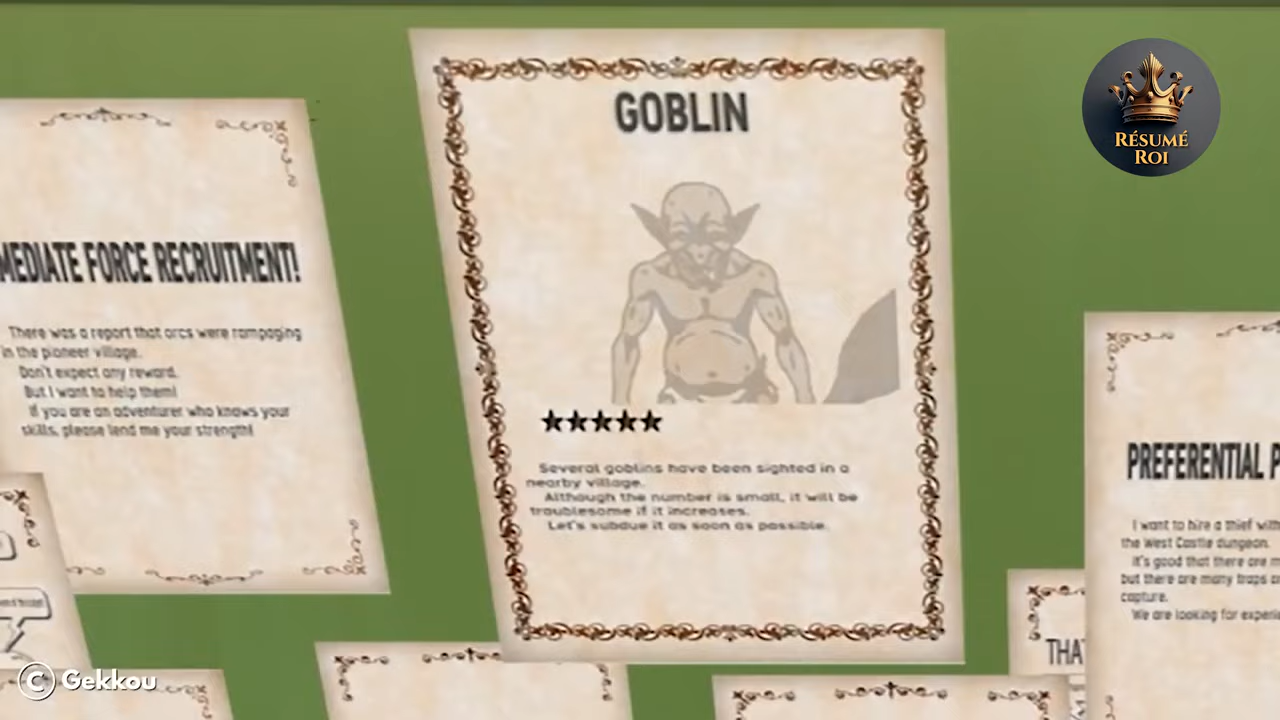 MEDIATE FORCE RECRUITMENT!
There was a report that orcs were rampaging
in the pioneer village.
Don't expect any reward.
But I want to help them!
If you are an adventurer who knows your
skills, please lend me your strength!
GOBLIN
★★★★★
Several goblins have been sighted in a
nearby village.
Although the number is small, it will be
troublesome if it increases.
Let's subdue it as soon as possible.
RÉSUMÉ
ROI
PREFERENTIAL P
I want to hire a thief with
the West Castle dungeon.
It's good that there are m
but there are many traps a
capture.
We are looking for experie
THA
© Gekkou